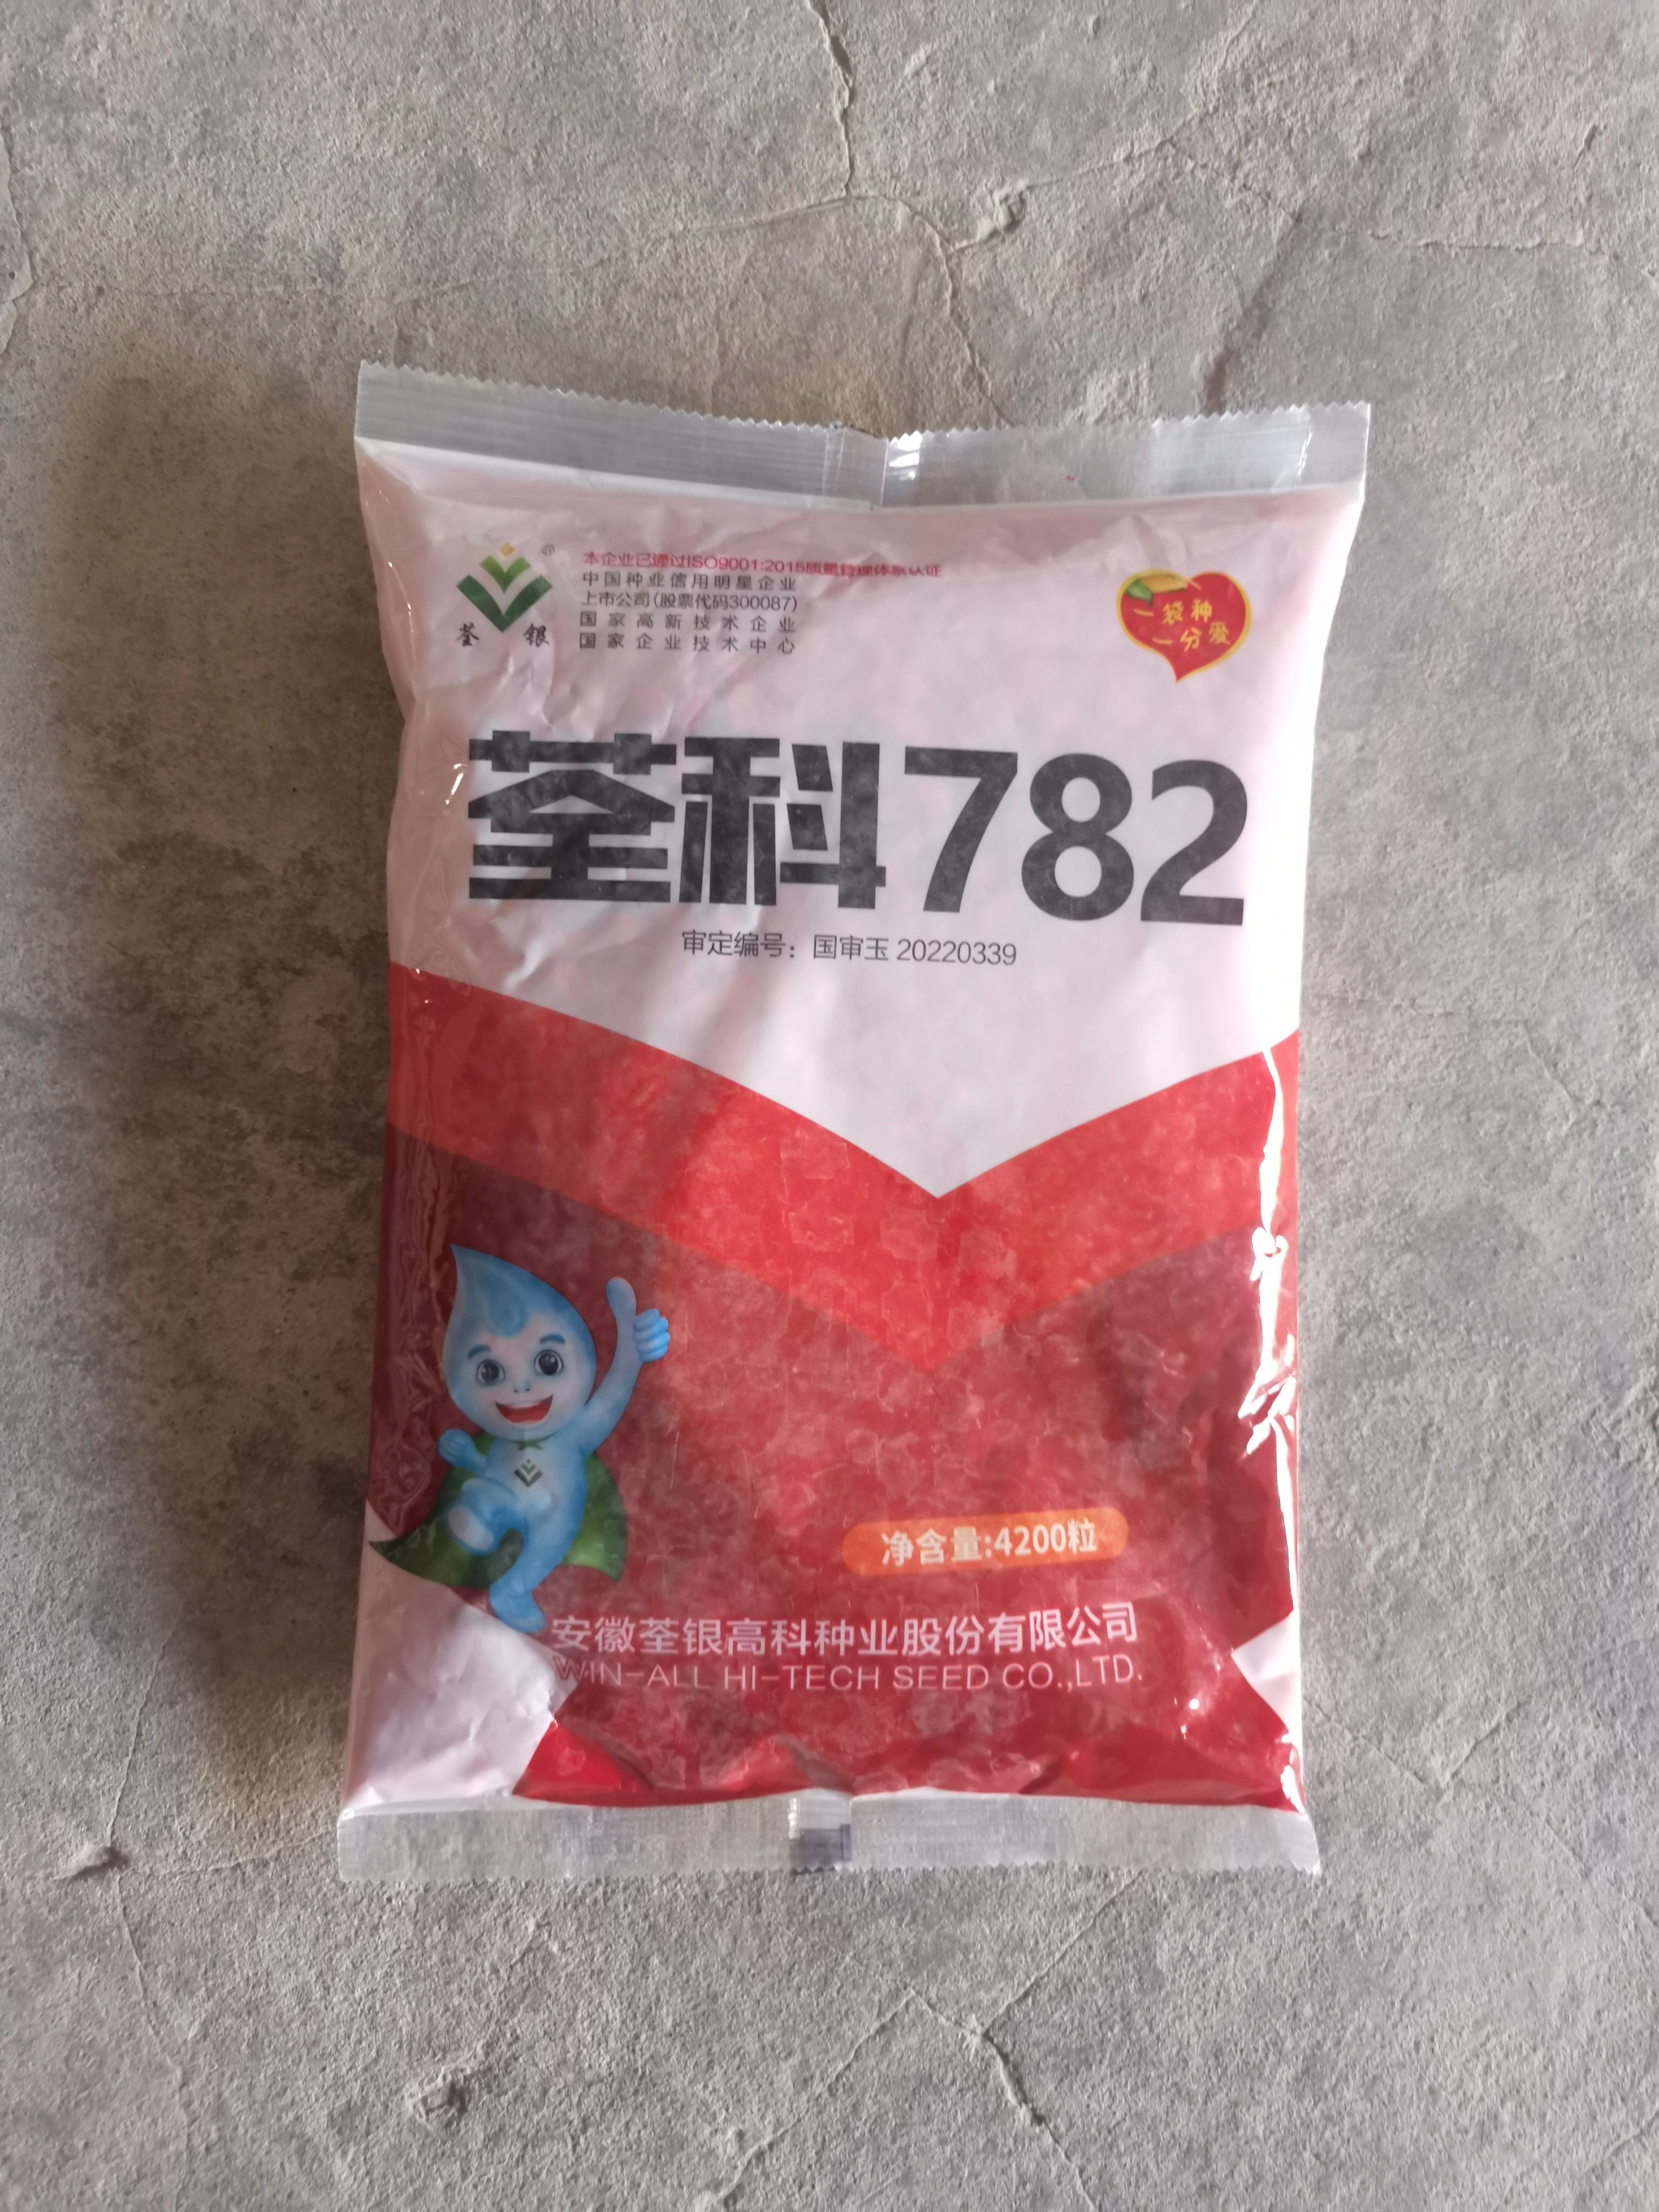 荃银
®
本企业已通过ISO9001:2015质量管理体系认证
中国种业信用明星企业
上市公司(股票代码300087)
国家高新技术企业
国家企业技术中心
一袋种
一分爱
荃科782
审定编号：国审玉 20220339
净含量:4200粒
安徽荃银高科种业股份有限公司
WIN-ALL HI-TECH SEED CO.,LTD.